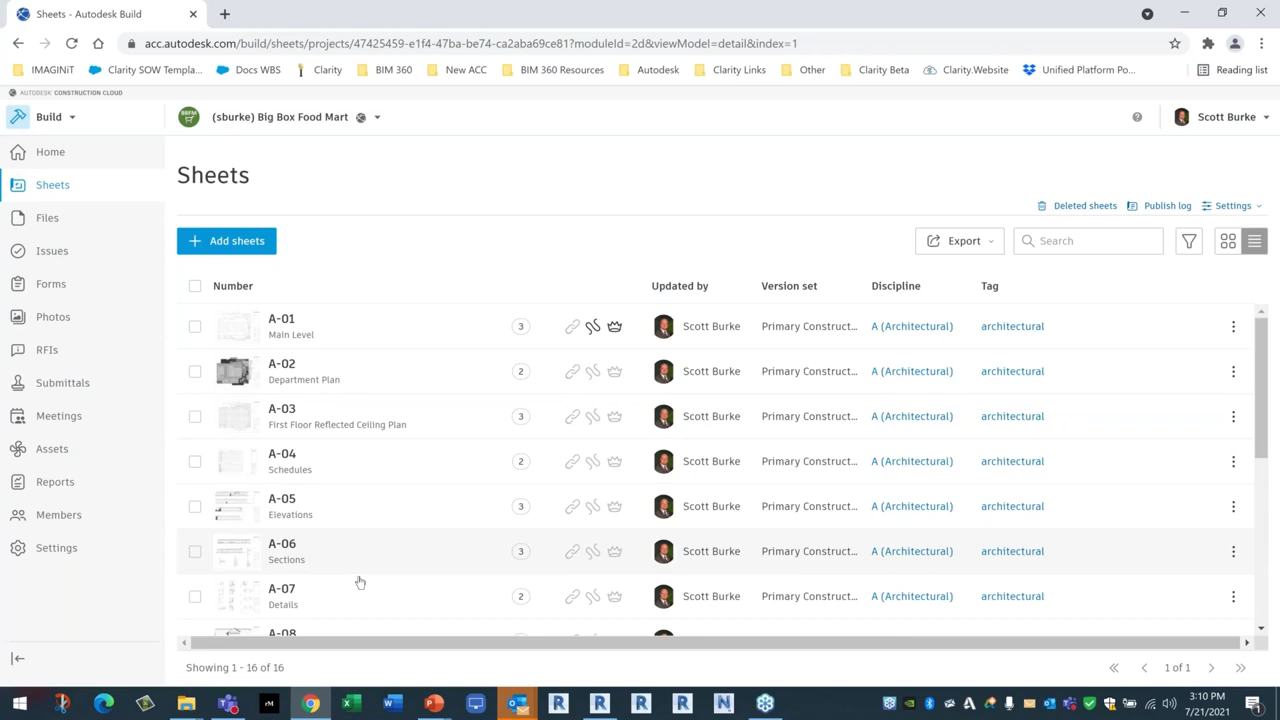 Sheets - Autodesk Build
acc.autodesk.com/build/sheets/projects/47425459-e1f4-47ba-be74-ca2aba69ce81?moduleId=2d&viewModel=detail&index=1
IMAGINiT
Clarity SOW Templa...
Docs WBS
Clarity
BIM 360
New ACC
BIM 360 Resources
Autodesk
Clarity Links
Other
Clarity Beta
Clarity.Website
Unified Platform Po...
Reading list
AUTODESK CONSTRUCTION CLOUD
Build
BBFM
(sburke) Big Box Food Mart
Scott Burke
Home
Sheets
Files
Issues
Forms
Photos
RFIs
Submittals
Meetings
Assets
Reports
Members
Settings
Sheets
Deleted sheets
Publish log
Settings
Add sheets
Export
Search
Number
Updated by
Version set
Discipline
Tag
A-01
Main Level
3
Scott Burke
Primary Construct...
A (Architectural)
architectural
A-02
Department Plan
2
Scott Burke
Primary Construct...
A (Architectural)
architectural
A-03
First Floor Reflected Ceiling Plan
3
Scott Burke
Primary Construct...
A (Architectural)
architectural
A-04
Schedules
2
Scott Burke
Primary Construct...
A (Architectural)
architectural
A-05
Elevations
3
Scott Burke
Primary Construct...
A (Architectural)
architectural
A-06
Sections
3
Scott Burke
Primary Construct...
A (Architectural)
architectural
A-07
Details
2
Scott Burke
Primary Construct...
A (Architectural)
architectural
A-08
Showing 1 - 16 of 16
1 of 1
3:10 PM
7/21/2021